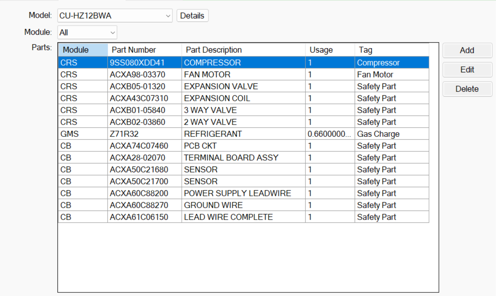 Model: CU-HZ12BWA Details
Module: All
Parts: Module Part Number Part Description Usage Tag Add
CRS 9SS080XDD41 COMPRESSOR 1 Compressor
CRS ACXA98-03370 FAN MOTOR 1 Fan Motor Edit
CRS ACXB05-01320 EXPANSION VALVE 1 Safety Part
CRS ACXA43C07310 EXPANSION COIL 1 Safety Part Delete
CRS ACXB01-05840 3 WAY VALVE 1 Safety Part
CRS ACXB02-03860 2 WAY VALVE 1 Safety Part
GMS Z71R32 REFRIGERANT 0.6600000... Gas Charge
CB ACXA74C07460 PCB CKT 1 Safety Part
CB ACXA28-02070 TERMINAL BOARD ASSY 1 Safety Part
CB ACXA50C21680 SENSOR 1 Safety Part
CB ACXA50C21700 SENSOR 1 Safety Part
CB ACXA60C88200 POWER SUPPLY LEADWIRE 1 Safety Part
CB ACXA60C88270 GROUND WIRE 1 Safety Part
CB ACXA61C06150 LEAD WIRE COMPLETE 1 Safety Part